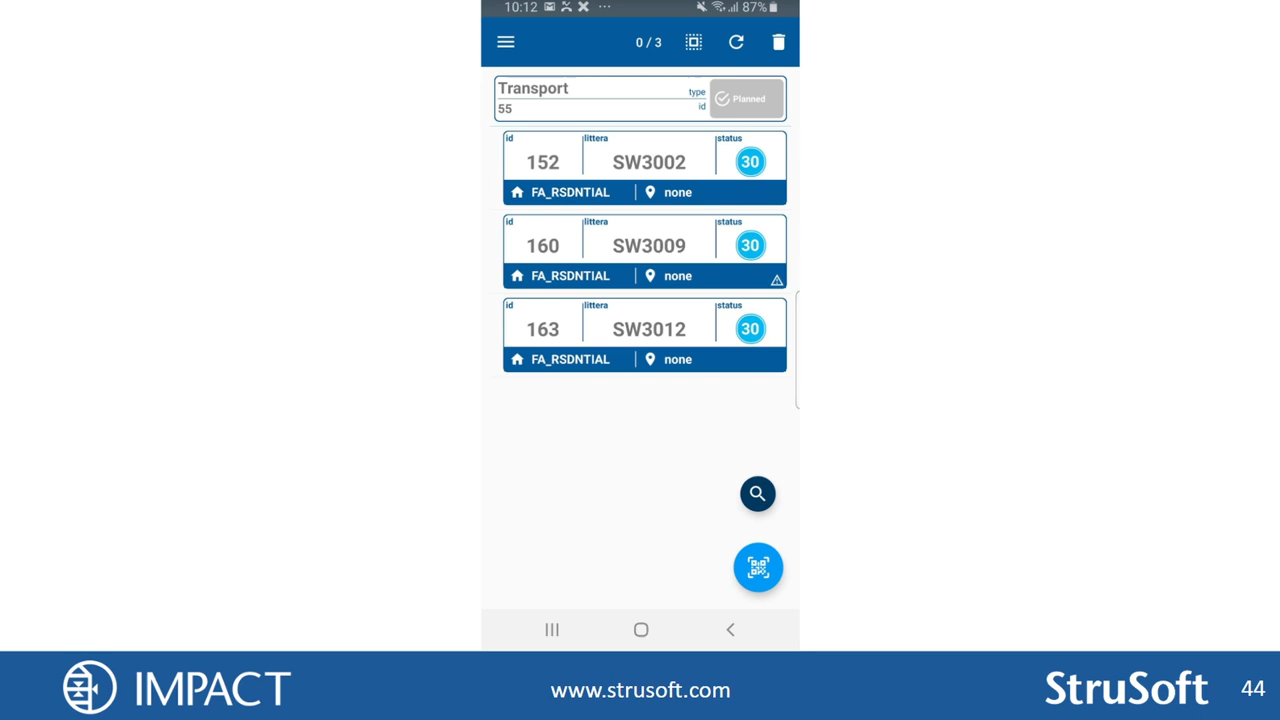 10:12 ... 87%
0 / 3
Transport type
55 id
Planned
id littera status
152 SW3002 30
FA_RSDNTIAL none
id littera status
160 SW3009 30
FA_RSDNTIAL none
id littera status
163 SW3012 30
FA_RSDNTIAL none
IMPACT www.strusoft.com StruSoft 44